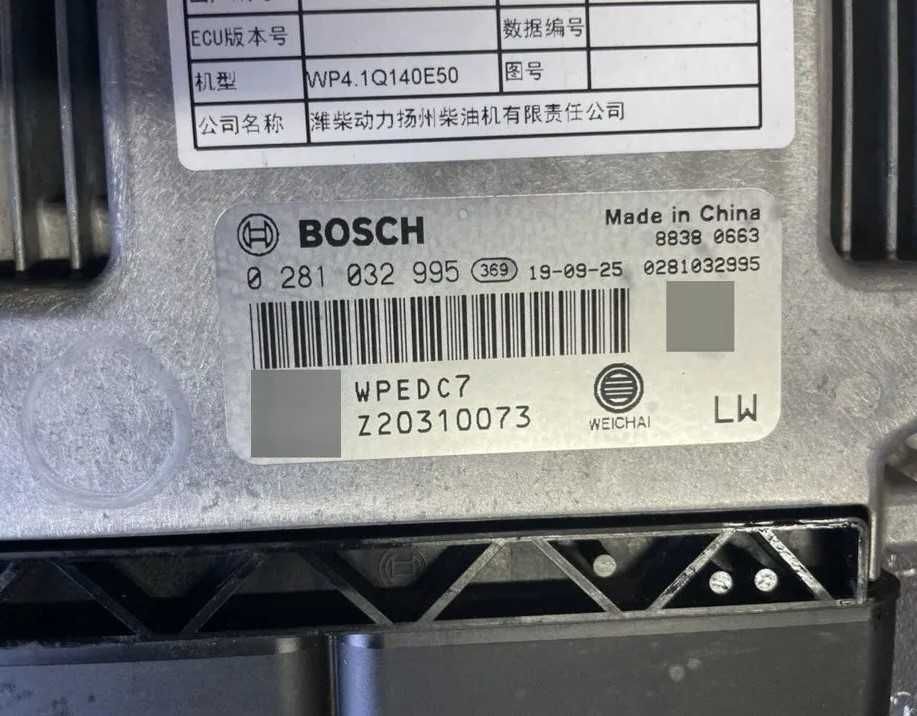 ECU版本号 数据编号
机型 WP4.1Q140E50 图号
公司名称 潍柴动力扬州柴油机有限责任公司
BOSCH Made in China
8838 0663
0 281 032 995 369 19-09-25 0281032995
WPEDC7
Z20310073
WEICHAI
LW